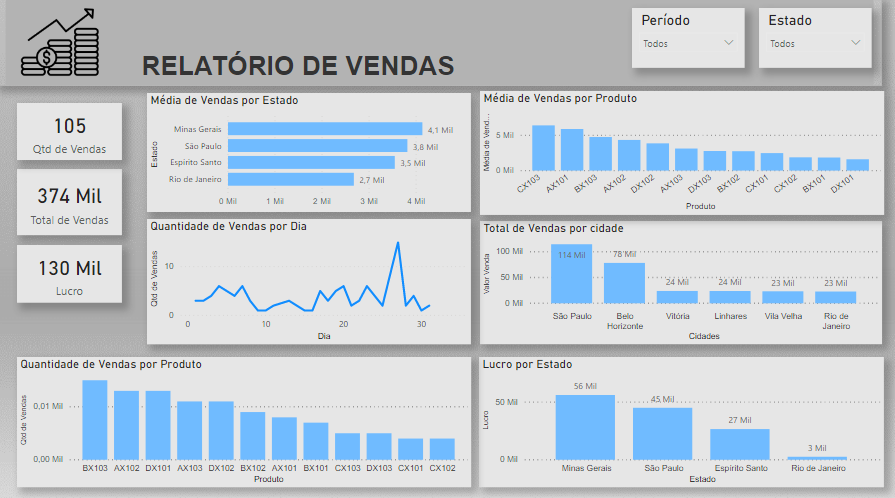 RELATÓRIO DE VENDAS
Período
Todos
Estado
Todos
105
Qtd de Vendas
374 Mil
Total de Vendas
130 Mil
Lucro
Média de Vendas por Estado
Estado
Minas Gerais
4,1 Mil
São Paulo
3,8 Mil
Espírito Santo
3,5 Mil
Rio de Janeiro
2,7 Mil
0 Mil 1 Mil 2 Mil 3 Mil 4 Mil
Média de Vendas por Produto
Média de Vend...
5 Mil
0 Mil
CX103 AX101 BX103 AX102 DX102 AX103 DX103 BX102 CX101 CX102 BX101 DX101
Produto
Quantidade de Vendas por Dia
Qtd de Vendas
10
0
0 10 20 30
Dia
Total de Vendas por cidade
Valor Venda
100 Mil
50 Mil
0 Mil
114 Mil 78 Mil 24 Mil 24 Mil 23 Mil 23 Mil
São Paulo Belo Horizonte Vitória Linhares Vila Velha Rio de Janeiro
Cidades
Quantidade de Vendas por Produto
Qtd de Vendas
0,01 Mil
0,00 Mil
BX103 AX102 DX101 AX103 DX102 BX102 AX101 BX101 CX103 DX103 CX101 CX102
Produto
Lucro por Estado
Lucro
50 Mil
0 Mil
56 Mil 45 Mil 27 Mil 3 Mil
Minas Gerais São Paulo Espírito Santo Rio de Janeiro
Estado